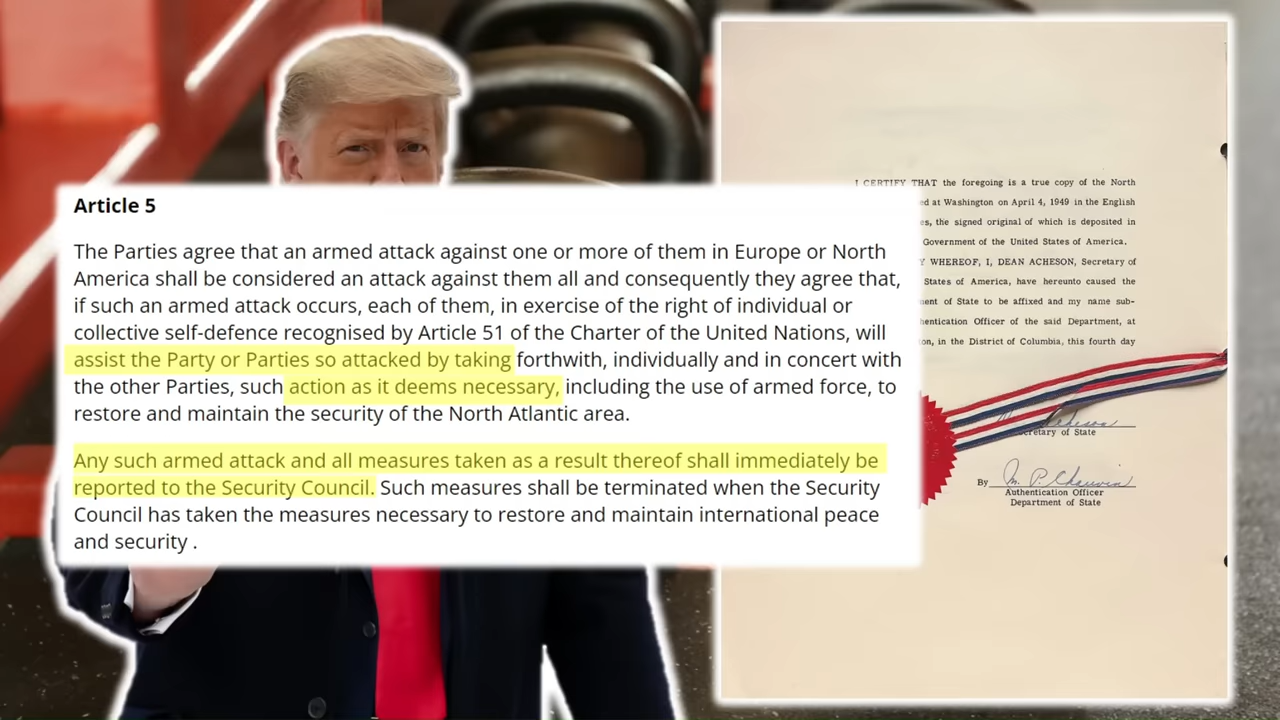 Article 5
The Parties agree that an armed attack against one or more of them in Europe or North
America shall be considered an attack against them all and consequently they agree that,
if such an armed attack occurs, each of them, in exercise of the right of individual or
collective self-defence recognised by Article 51 of the Charter of the United Nations, will
assist the Party or Parties so attacked by taking forthwith, individually and in concert with
the other Parties, such action as it deems necessary, including the use of armed force, to
restore and maintain the security of the North Atlantic area.
Any such armed attack and all measures taken as a result thereof shall immediately be
reported to the Security Council. Such measures shall be terminated when the Security
Council has taken the measures necessary to restore and maintain international peace
and security .
I CERTIFY THAT the foregoing is a true copy of the North
at Washington on April 4, 1949 in the English
the signed original of which is deposited in
Government of the United States of America.
WHEREOF, I, DEAN ACHESON, Secretary of
States of America, have hereunto caused the
of State to be affixed and my name sub-
Officer of the said Department, at
in the District of Columbia, this fourth day
of State
By M. P. Chauvin
Authentication Officer
Department of State